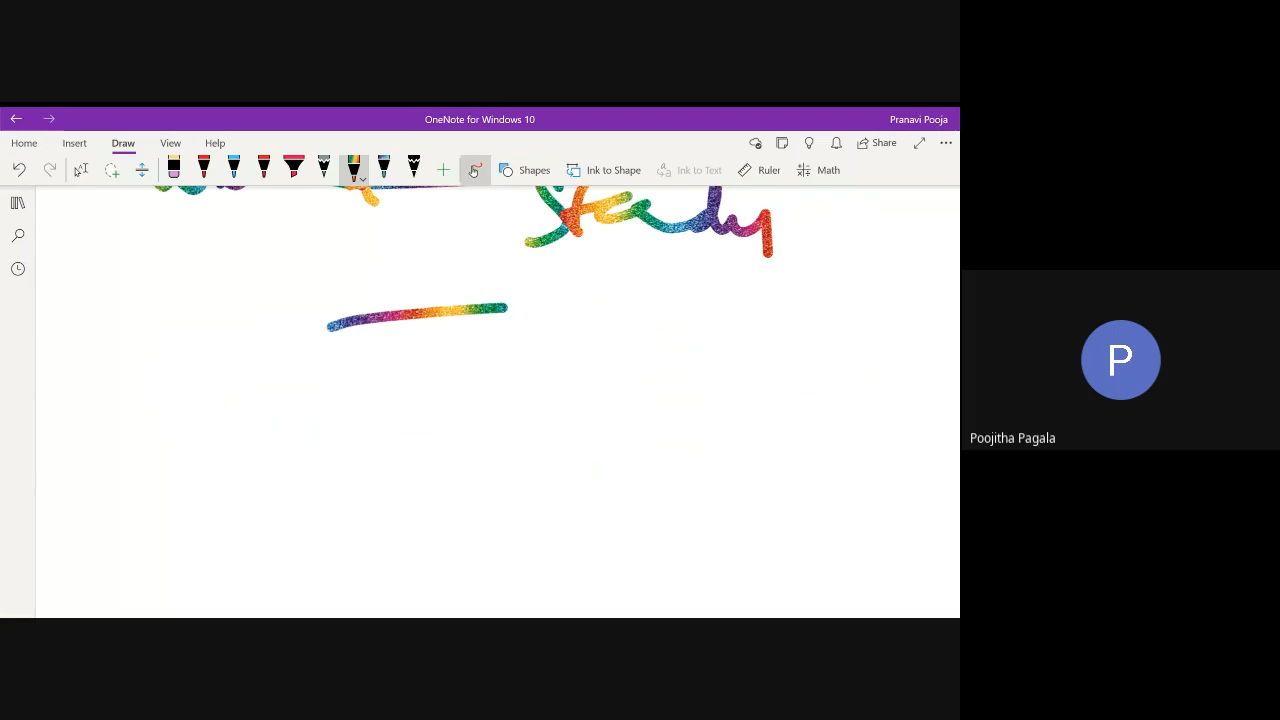 OneNote for Windows 10 Pranavi Pooja
Home Insert Draw View Help Share
Shapes Ink to Shape Ink to Text Ruler Math
Study
P
Poojitha Pagala